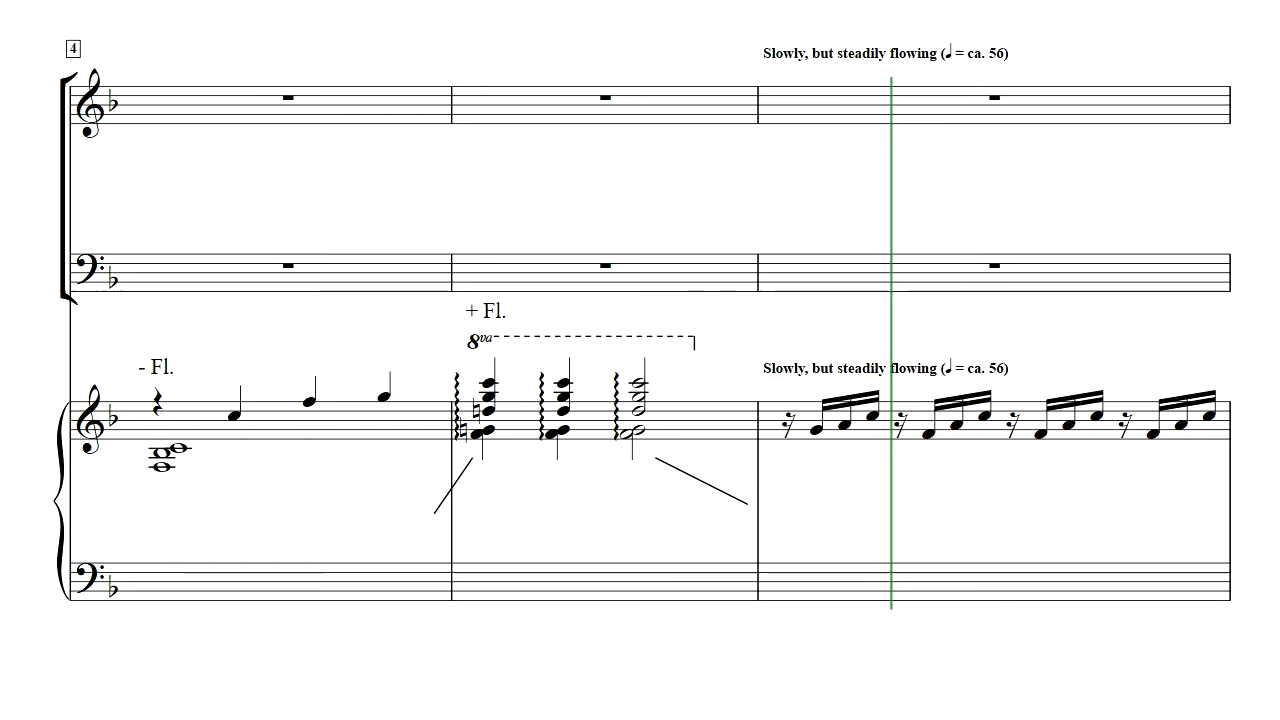 4
Slowly, but steadily flowing (♩ = ca. 56)
+ Fl.
8va
- Fl.
Slowly, but steadily flowing (♩ = ca. 56)